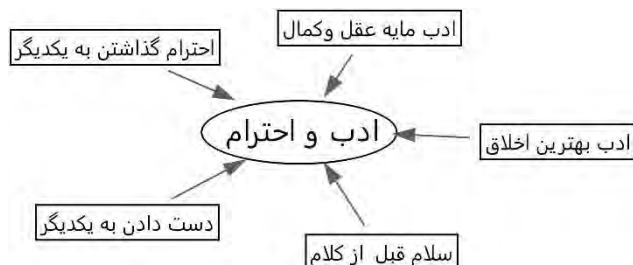 ادب مایه عقل وکمال
احترام گذاشتن به یکدیگر
ادب و احترام
ادب بهترین اخلاق
دست دادن به یکدیگر
سلام قبل از کلام